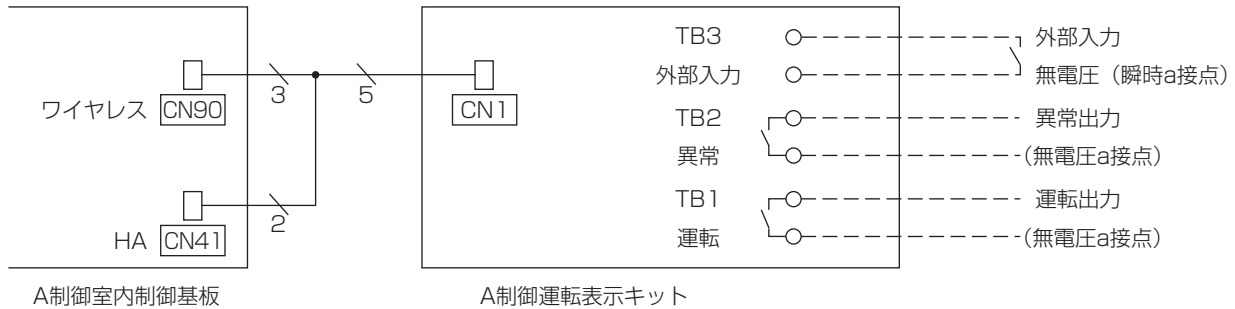 TB3 外部入力
外部入力 無電圧（瞬時a接点）
3 5
ワイヤレス CN90 CN1
TB2 異常出力
異常 (無電圧a接点)
TB1 運転出力
2
HA CN41 運転 (無電圧a接点)
A制御室内制御基板 A制御運転表示キット